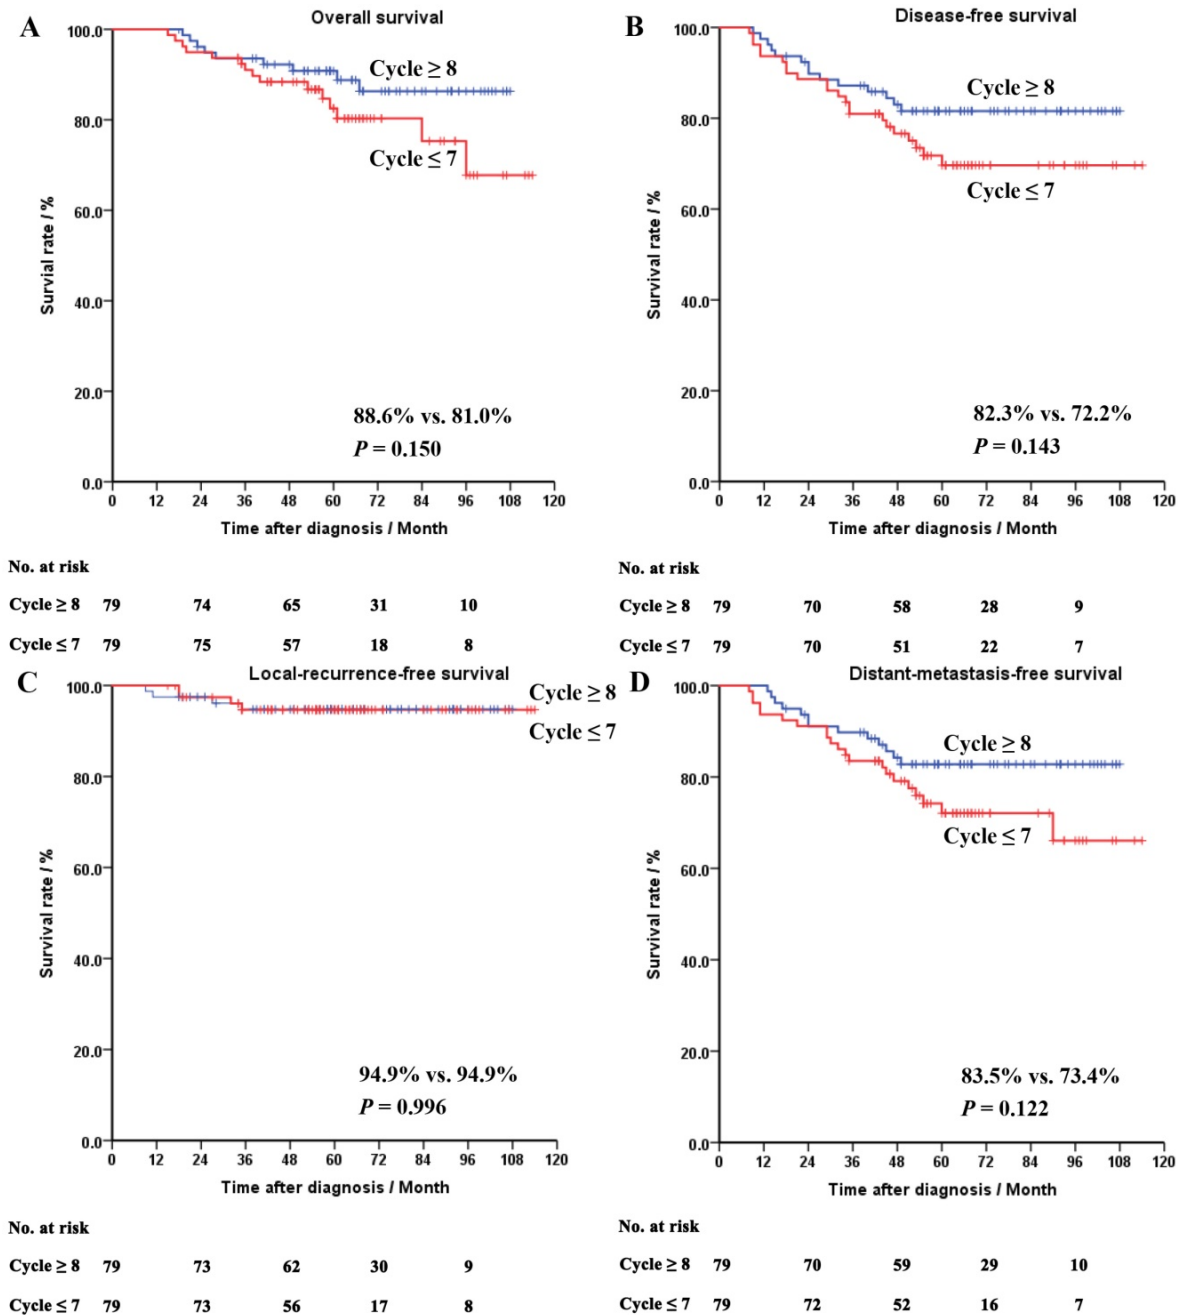 A
Overall survival
100.0
80.0
60.0
40.0
20.0
0.0
Survial rate / %
Cycle ≥ 8
Cycle ≤ 7
88.6% vs. 81.0%
P = 0.150
0 12 24 36 48 60 72 84 96 108 120
Time after diagnosis / Month
No. at risk
Cycle ≥ 8 79 74 65 31 10
Cycle ≤ 7 79 75 57 18 8
B
Disease-free survival
100.0
80.0
60.0
40.0
20.0
0.0
Survival rate / %
Cycle ≥ 8
Cycle ≤ 7
82.3% vs. 72.2%
P = 0.143
0 12 24 36 48 60 72 84 96 108 120
Time after diagnosis / Month
No. at risk
Cycle ≥ 8 79 70 58 28 9
Cycle ≤ 7 79 70 51 22 7
C
Local-recurrence-free survival
100.0
80.0
60.0
40.0
20.0
0.0
Survival rate / %
Cycle ≥ 8
Cycle ≤ 7
94.9% vs. 94.9%
P = 0.996
0 12 24 36 48 60 72 84 96 108 120
Time after diagnosis / Month
No. at risk
Cycle ≥ 8 79 73 62 30 9
Cycle ≤ 7 79 73 56 17 8
D
Distant-metastasis-free survival
100.0
80.0
60.0
40.0
20.0
0.0
Survival rate / %
Cycle ≥ 8
Cycle ≤ 7
83.5% vs. 73.4%
P = 0.122
0 12 24 36 48 60 72 84 96 108 120
Time after diagnosis / Month
No. at risk
Cycle ≥ 8 79 70 59 29 10
Cycle ≤ 7 79 72 52 16 7